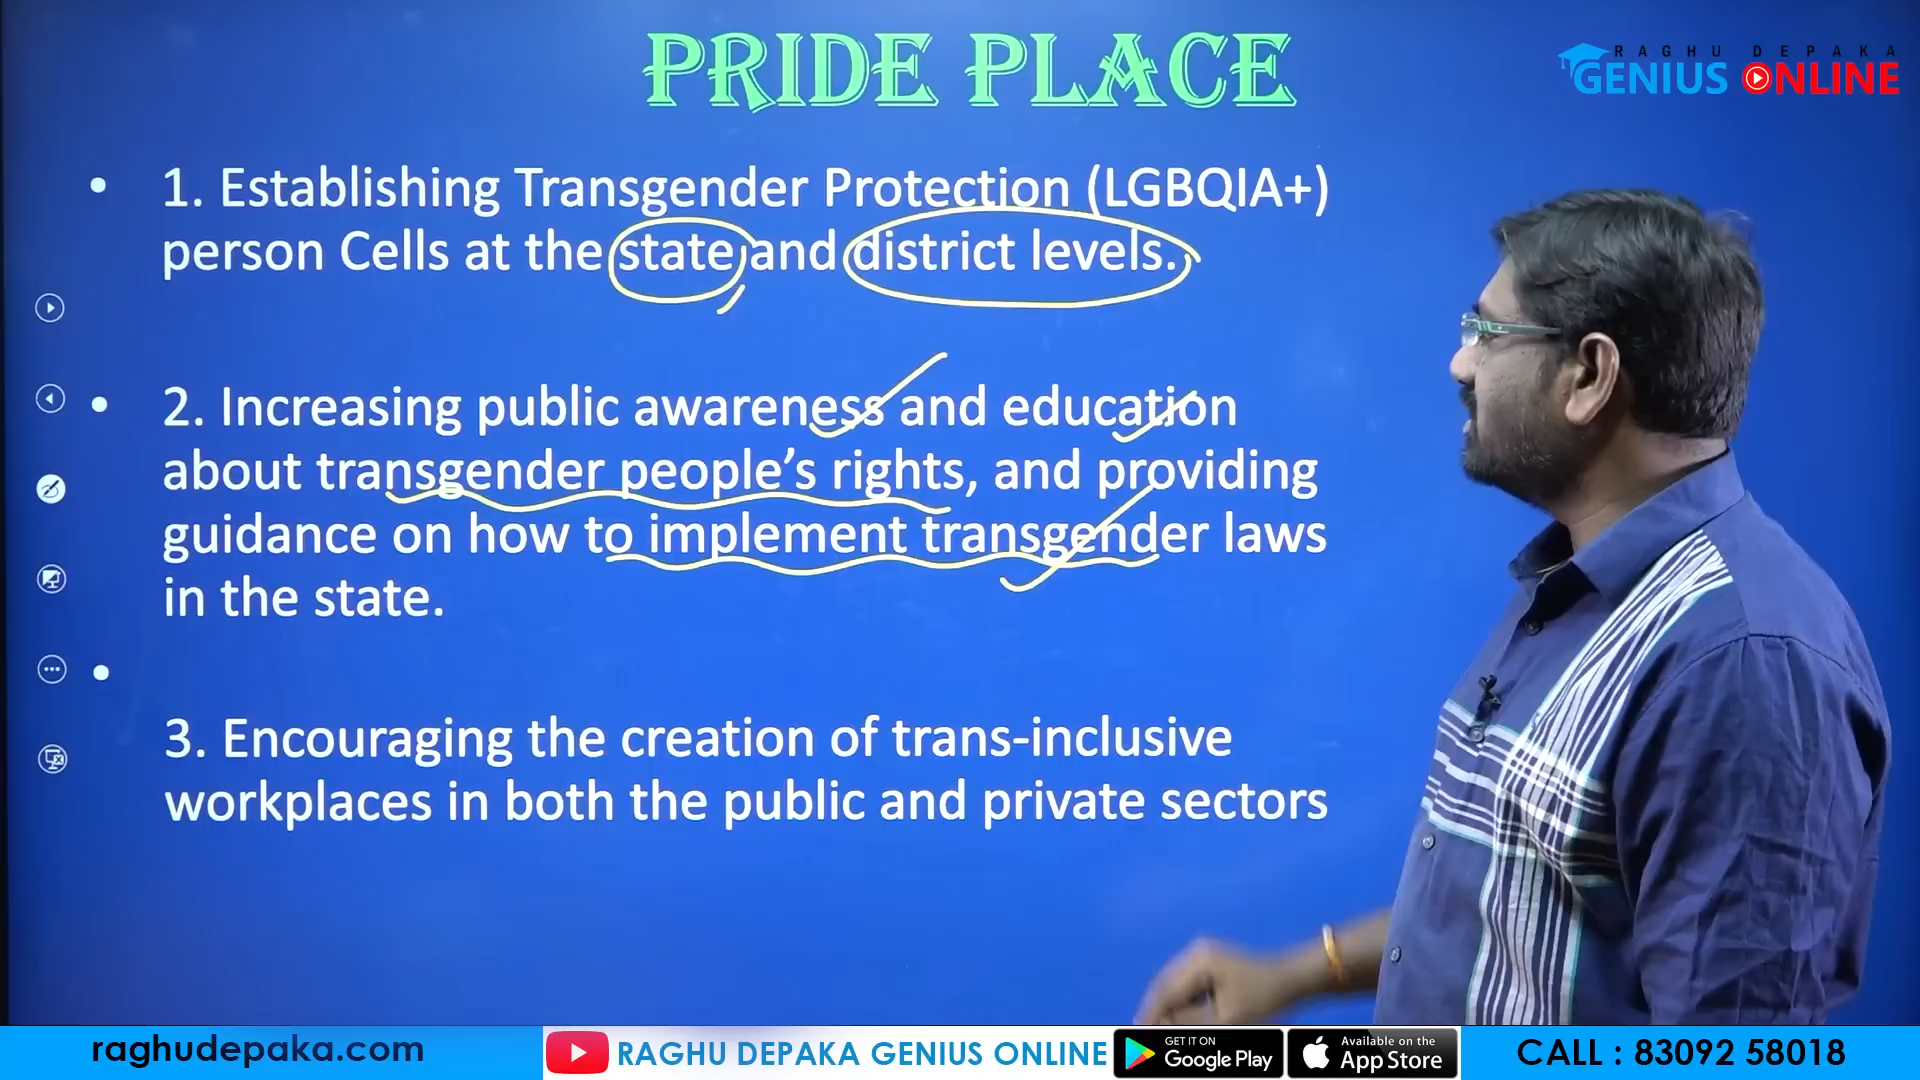 PRIDE PLACE
RAGHU DEPAKA
GENIUS ONLINE
• 1. Establishing Transgender Protection (LGBQIA+)
person Cells at the state and district levels.
• 2. Increasing public awareness and education
about transgender people’s rights, and providing
guidance on how to implement transgender laws
in the state.
•
3. Encouraging the creation of trans-inclusive
workplaces in both the public and private sectors
raghudepaka.com
RAGHU DEPAKA GENIUS ONLINE
GET IT ON
Google Play
Available on the
App Store
CALL : 83092 58018